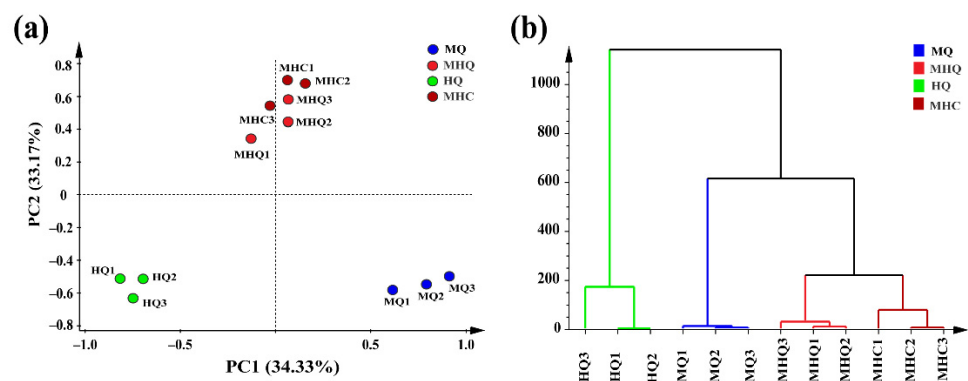 (a)
MQ
MHQ
HQ
MHC
MHC1
MHC2
MHQ3
MHC3
MHQ2
MHQ1
HQ1
HQ2
HQ3
MQ1
MQ2
MQ3
0.8
0.6
0.4
0.2
0
−0.2
−0.4
−0.6
−0.8
PC2 (33.17%)
−1.0
−0.5
0.5
1.0
PC1 (34.33%)
(b)
MQ
MHQ
HQ
MHC
1000
800
600
400
200
0
HQ3
HQ1
HQ2
MQ1
MQ2
MQ3
MHQ3
MHQ1
MHQ2
MHC1
MHC2
MHC3